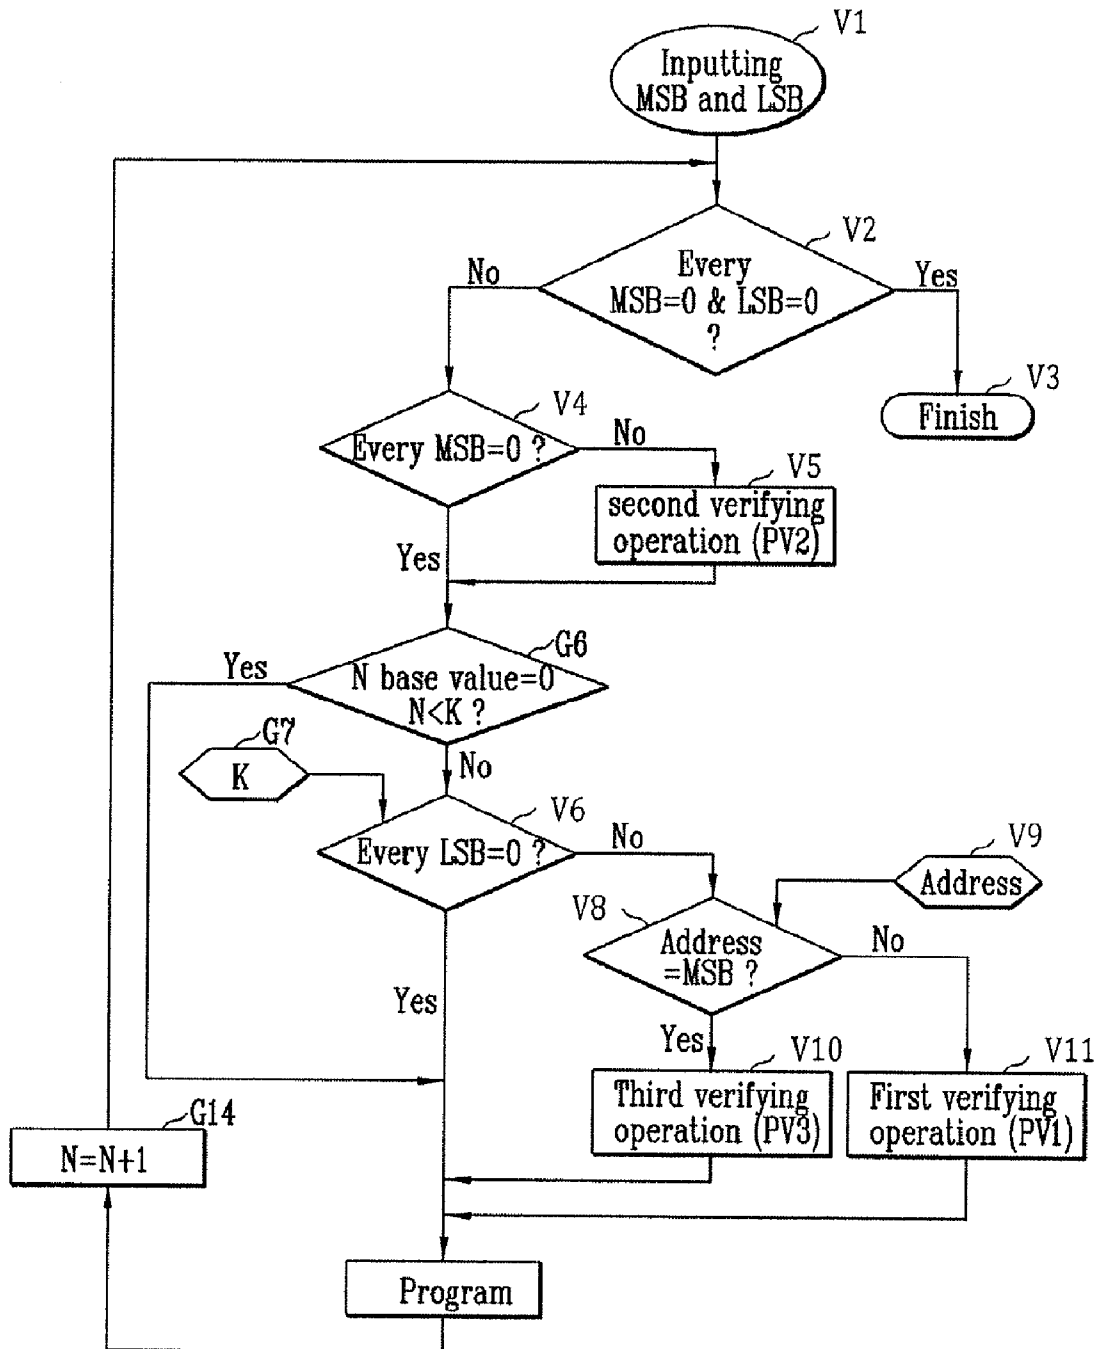 V1
Inputting
MSB and LSB
V2
Every
MSB=0 & LSB=0
?
No
Yes
V3
Finish
V4
Every MSB=0 ?
No
V5
second verifying
operation (PV2)
Yes
G6
N base value=0
N<K ?
Yes
G7
K
No
V6
Every LSB=0 ?
No
V9
Address
V8
Address
=MSB ?
No
Yes
Yes
V10
Third verifying
operation (PV3)
V11
First verifying
operation (PV1)
G14
N=N+1
Program